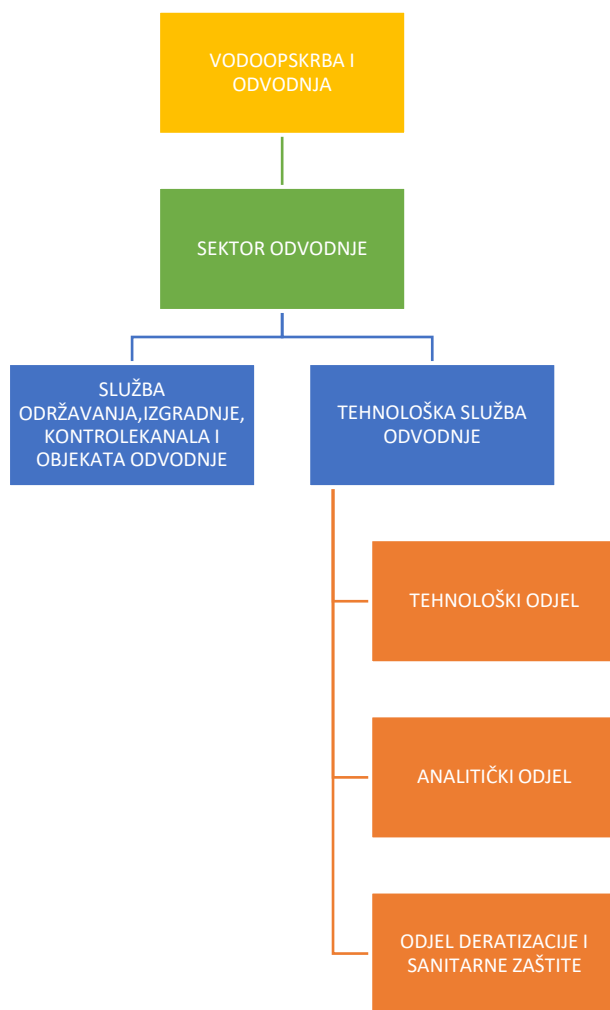 VODOOPSKRBA I
ODVODNJA
SEKTOR ODVODNJE
SLUŽBA
ODRŽAVANJA,IZGRADNJE,
KONTROLEKANALA I
OBJEKATA ODVODNJE
TEHNOLOŠKA SLUŽBA
ODVODNJE
TEHNOLOŠKI ODJEL
ANALITIČKI ODJEL
ODJEL DERATIZACIJE I
SANITARNE ZAŠTITE